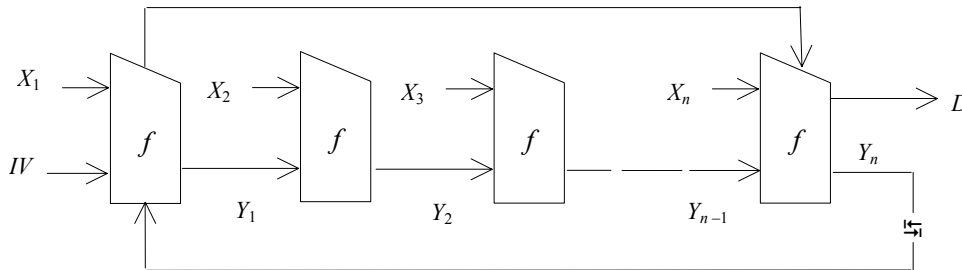 X₁
X₂
X₃
Xₙ
IV
f
f
f
f
Y₁
Y₂
Yₙ₋₁
Yₙ